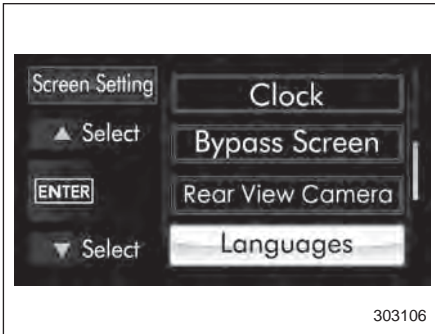 Screen Setting
▲ Select
ENTER
▼ Select
Clock
Bypass Screen
Rear View Camera
Languages
303106